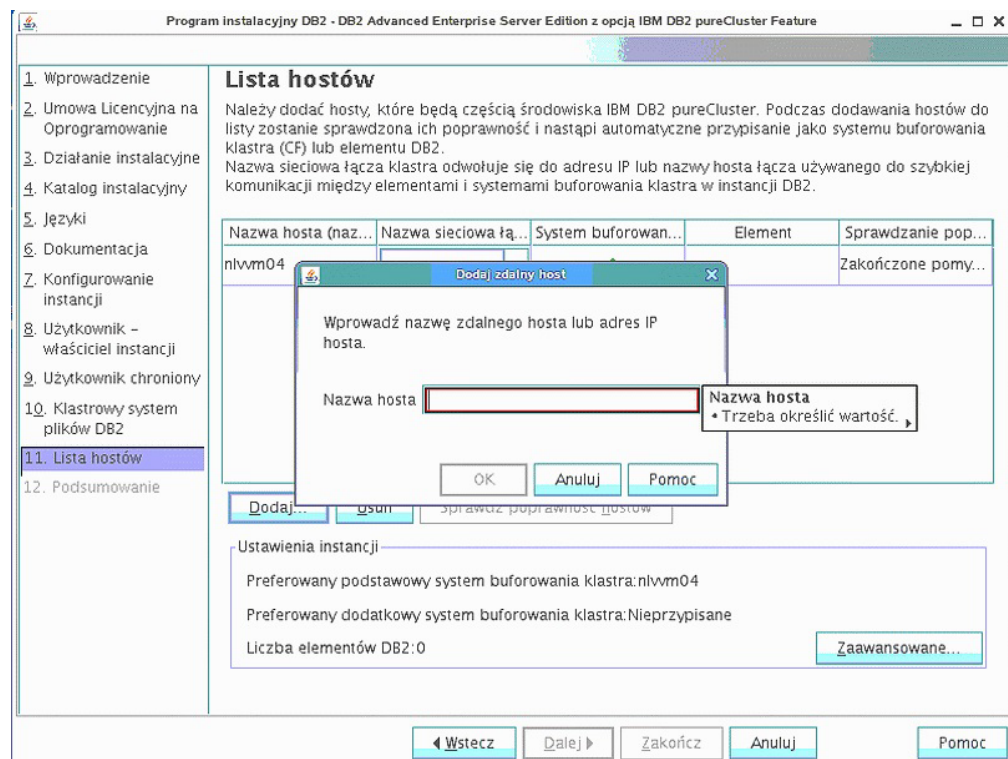 Program instalacyjny DB2 - DB2 Advanced Enterprise Server Edition z opcją IBM DB2 pureCluster Feature
1. Wprowadzenie
2. Umowa Licencyjna na
Oprogramowanie
3. Działanie instalacyjne
4. Katalog instalacyjny
5. Języki
6. Dokumentacja
7. Konfigurowanie
instancji
8. Użytkownik –
właściciel instancji
9. Użytkownik chroniony
10. Klastrowy system
plików DB2
11. Lista hostów
12. Podsumowanie
Lista hostów
Należy dodać hosty, które będą częścią środowiska IBM DB2 pureCluster. Podczas dodawania hostów do
listy zostanie sprawdzona ich poprawność i nastąpi automatyczne przypisanie jako systemu buforowania
klastra (CF) lub elementu DB2.
Nazwa sieciowa łącza klastra odwołuje się do adresu IP lub nazwy hosta łącza używanego do szybkiej
komunikacji między elementami i systemami buforowania klastra w instancji DB2.
Nazwa hosta (naz... Nazwa sieciowa łą... System buforowan... Element Sprawdzanie pop...
nlvvm04 Zakończone pomy...
Dodaj zdalny host
Wprowadź nazwę zdalnego hosta lub adres IP
hosta.
Nazwa hosta
Nazwa hosta
• Trzeba określić wartość.
OK Anuluj Pomoc
Dodaj... Usuń Sprawdź poprawność hostów
Ustawienia instancji
Preferowany podstawowy system buforowania klastra:nlvvm04
Preferowany dodatkowy system buforowania klastra:Nieprzypisane
Liczba elementów DB2:0
Zaawansowane...
Wstecz Dalej Zakończ Anuluj Pomoc